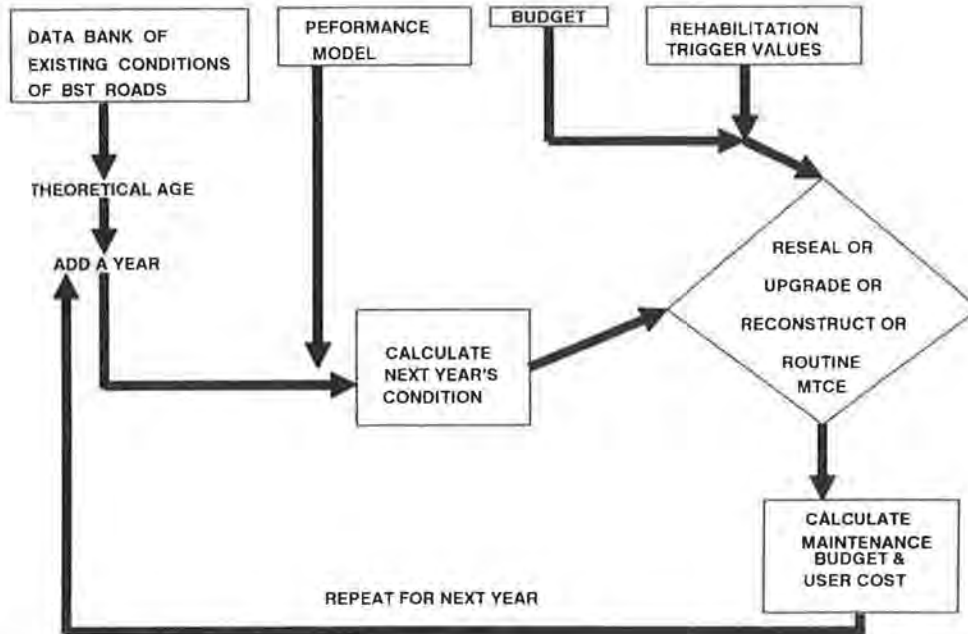 DATA BANK OF
EXISTING CONDITIONS
OF BST ROADS
PEFORMANCE
MODEL
BUDGET
REHABILITATION
TRIGGER VALUES
THEORETICAL AGE
ADD A YEAR
CALCULATE
NEXT YEAR'S
CONDITION
RESEAL OR
UPGRADE OR
RECONSTRUCT OR
ROUTINE
MTCE
CALCULATE
MAINTENANCE
BUDGET &
USER COST
REPEAT FOR NEXT YEAR